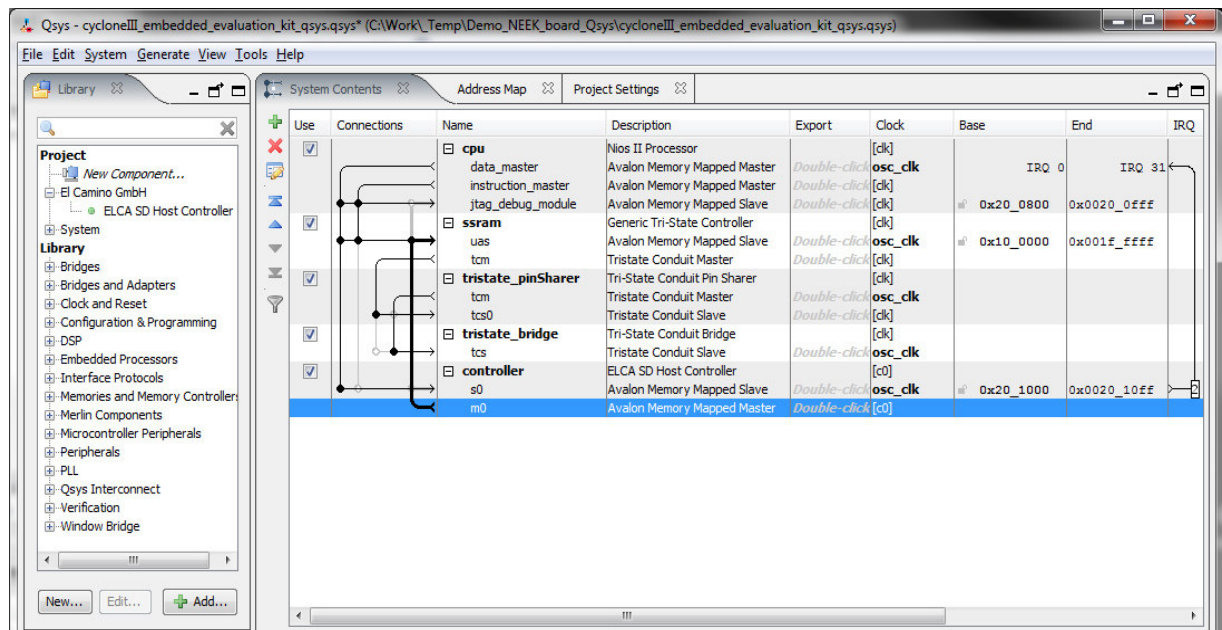 Qsys - cycloneIII_embedded_evaluation_kit_qsys.qsys* (C:\Work\_Temp\Demo_NEEK_board_Qsys\cycloneIII_embedded_evaluation_kit_qsys.qsys)
File Edit System Generate View Tools Help
Library
Project
New Component...
El Camino GmbH
ELCA SD Host Controller
System
Library
Bridges
Bridges and Adapters
Clock and Reset
Configuration & Programming
DSP
Embedded Processors
Interface Protocols
Memories and Memory Controllers
Merlin Components
Microcontroller Peripherals
Peripherals
PLL
Qsys Interconnect
Verification
Window Bridge
New... Edit... Add...
System Contents Address Map Project Settings
Use Connections Name Description Export Clock Base End IRQ
cpu Nios II Processor [clk]
data_master Avalon Memory Mapped Master Double-click osc_clk IRQ 0 IRQ 31
instruction_master Avalon Memory Mapped Master Double-click [clk]
jtag_debug_module Avalon Memory Mapped Slave Double-click [clk] 0x20_0800 0x0020_0fff
ssram Generic Tri-State Controller [clk]
uas Avalon Memory Mapped Slave Double-click osc_clk 0x10_0000 0x001f_ffff
tcm Tristate Conduit Master Double-click [clk]
tristate_pinSharer Tri-State Conduit Pin Sharer [clk]
tcm Tristate Conduit Master Double-click osc_clk
tcs0 Tristate Conduit Slave Double-click [clk]
tristate_bridge Tri-State Conduit Bridge [clk]
tcs Tristate Conduit Slave Double-click osc_clk
controller ELCA SD Host Controller [c0]
s0 Avalon Memory Mapped Slave Double-click osc_clk 0x20_1000 0x0020_10ff 2
m0 Avalon Memory Mapped Master Double-click [c0]